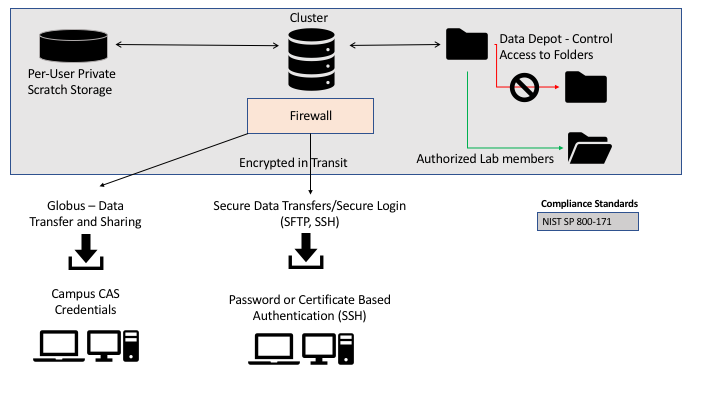 Cluster
Data Depot - Control
Access to Folders
Per-User Private
Scratch Storage
Firewall
Encrypted in Transit
Authorized Lab members
Globus – Data
Transfer and Sharing
Secure Data Transfers/Secure Login
(SFTP, SSH)
Compliance Standards
NIST SP 800-171
Campus CAS
Credentials
Password or Certificate Based
Authentication (SSH)